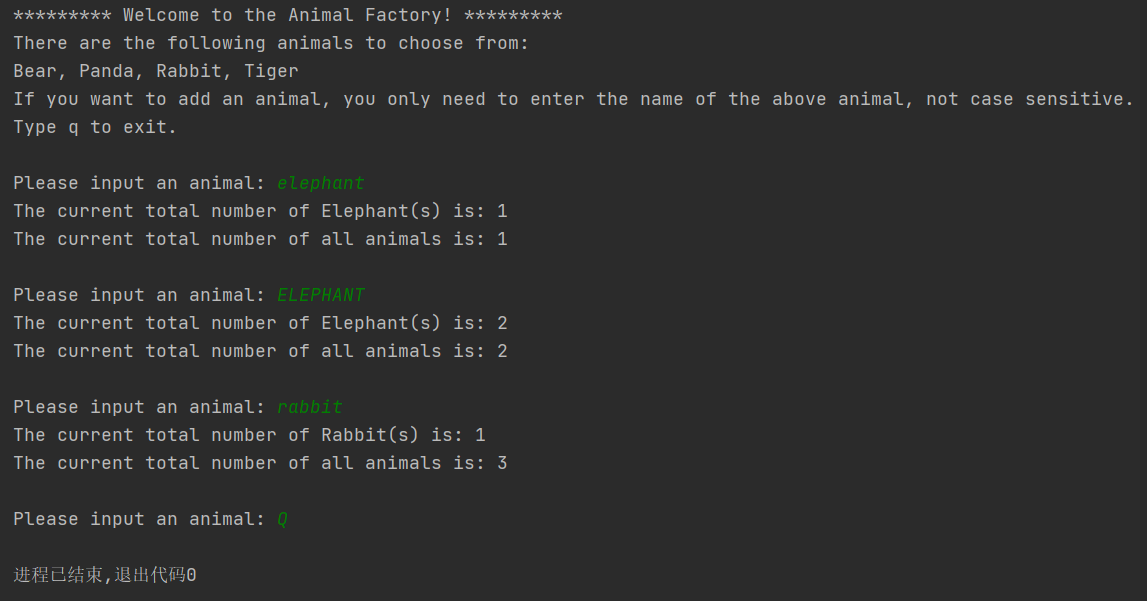 ********* Welcome to the Animal Factory! *********
There are the following animals to choose from:
Bear, Panda, Rabbit, Tiger
If you want to add an animal, you only need to enter the name of the above animal, not case sensitive.
Type q to exit.
Please input an animal: elephant
The current total number of Elephant(s) is: 1
The current total number of all animals is: 1
Please input an animal: ELEPHANT
The current total number of Elephant(s) is: 2
The current total number of all animals is: 2
Please input an animal: rabbit
The current total number of Rabbit(s) is: 1
The current total number of all animals is: 3
Please input an animal: Q
进程已结束,退出代码0